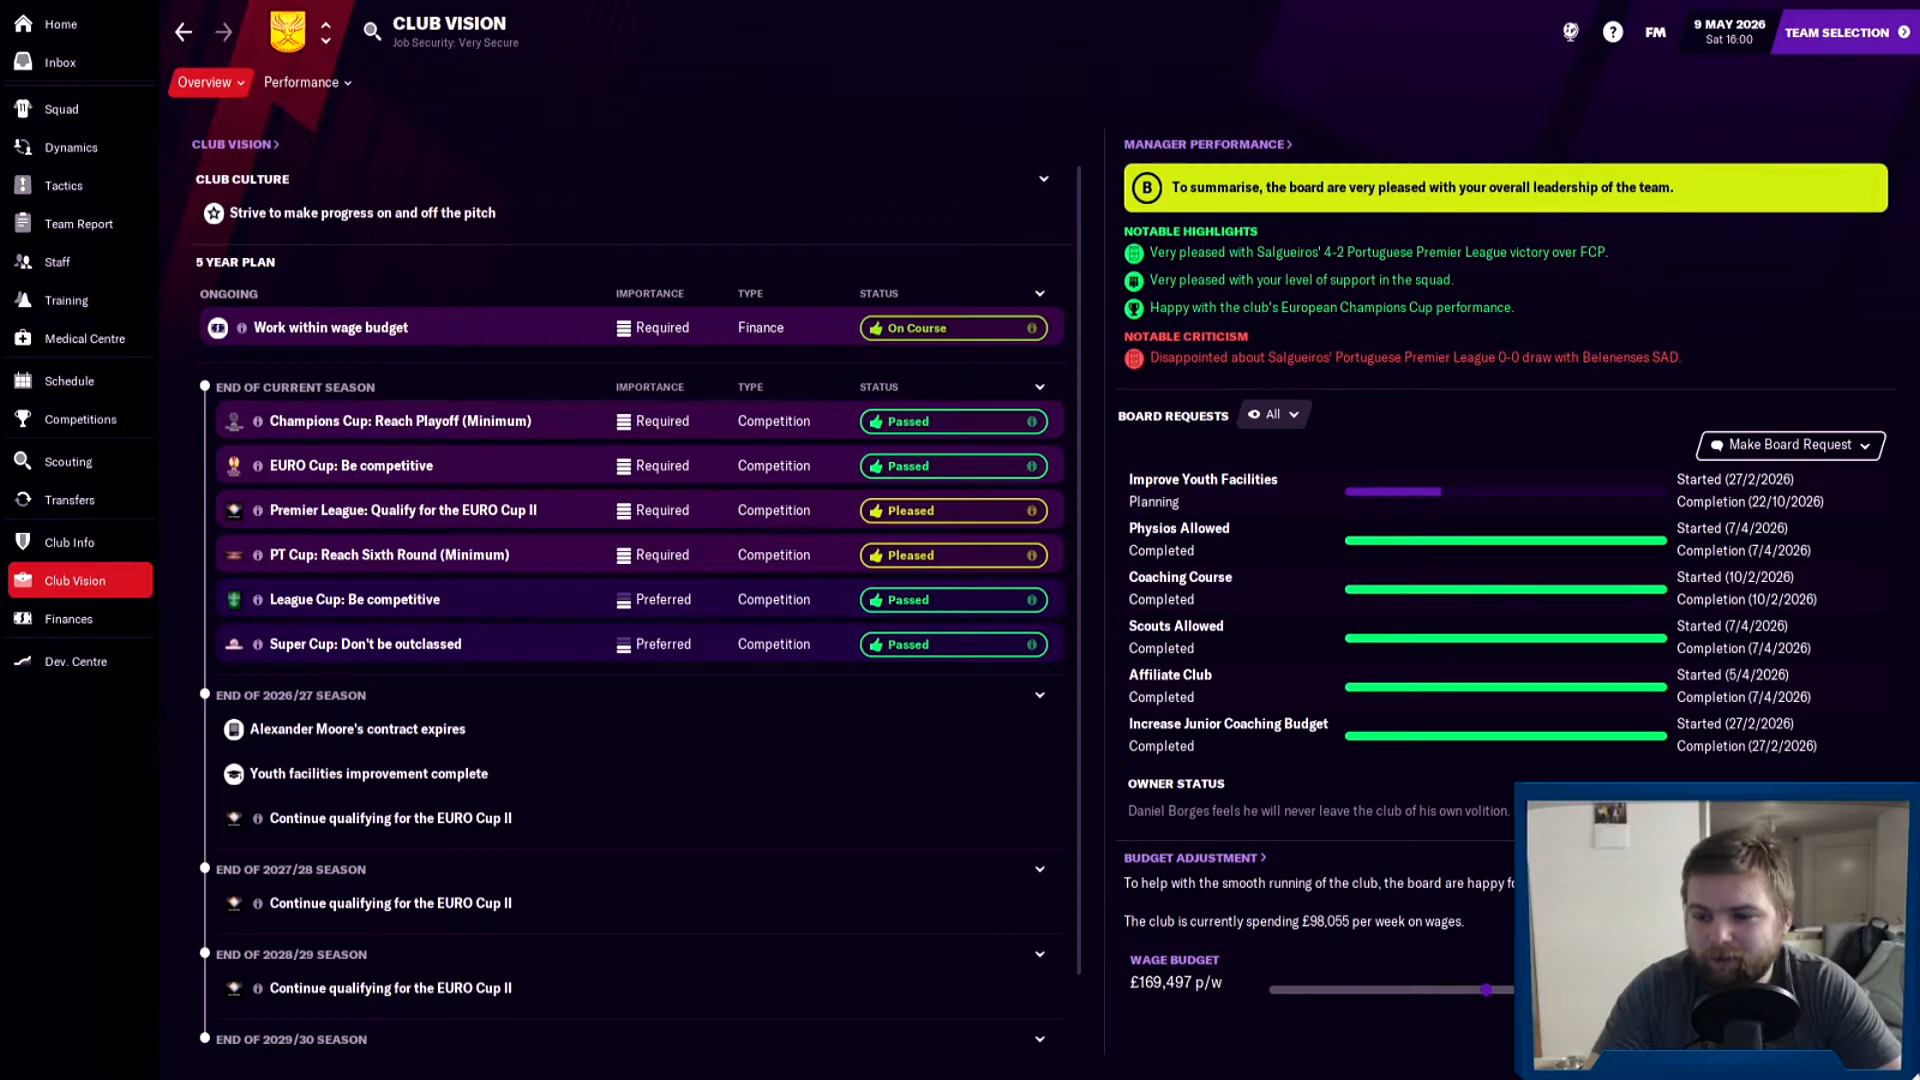 Home
Inbox
Squad
Dynamics
Tactics
Team Report
Staff
Training
Medical Centre
Schedule
Competitions
Scouting
Transfers
Club Info
Club Vision
Finances
Dev. Centre
CLUB VISION
Job Security: Very Secure
FM
9 MAY 2026
Sat 16:00
TEAM SELECTION
Overview
Performance
CLUB VISION
CLUB CULTURE
Strive to make progress on and off the pitch
5 YEAR PLAN
ONGOING IMPORTANCE TYPE STATUS
Work within wage budget Required Finance On Course
END OF CURRENT SEASON IMPORTANCE TYPE STATUS
Champions Cup: Reach Playoff (Minimum) Required Competition Passed
EURO Cup: Be competitive Required Competition Passed
Premier League: Qualify for the EURO Cup II Required Competition Pleased
PT Cup: Reach Sixth Round (Minimum) Required Competition Pleased
League Cup: Be competitive Preferred Competition Passed
Super Cup: Don't be outclassed Preferred Competition Passed
END OF 2026/27 SEASON
Alexander Moore's contract expires
Youth facilities improvement complete
Continue qualifying for the EURO Cup II
END OF 2027/28 SEASON
Continue qualifying for the EURO Cup II
END OF 2028/29 SEASON
Continue qualifying for the EURO Cup II
END OF 2029/30 SEASON
MANAGER PERFORMANCE
B To summarise, the board are very pleased with your overall leadership of the team.
NOTABLE HIGHLIGHTS
Very pleased with Salgueiros' 4-2 Portuguese Premier League victory over FCP.
Very pleased with your level of support in the squad.
Happy with the club's European Champions Cup performance.
NOTABLE CRITICISM
Disappointed about Salgueiros' Portuguese Premier League 0-0 draw with Belenenses SAD.
BOARD REQUESTS All
Make Board Request
Improve Youth Facilities Started (27/2/2026)
Planning Completion (22/10/2026)
Physios Allowed Started (7/4/2026)
Completed Completion (7/4/2026)
Coaching Course Started (10/2/2026)
Completed Completion (10/2/2026)
Scouts Allowed Started (7/4/2026)
Completed Completion (7/4/2026)
Affiliate Club Started (5/4/2026)
Completed Completion (7/4/2026)
Increase Junior Coaching Budget Started (27/2/2026)
Completed Completion (27/2/2026)
OWNER STATUS
Daniel Borges feels he will never leave the club of his own volition.
BUDGET ADJUSTMENT
To help with the smooth running of the club, the board are happy fo
The club is currently spending £98,055 per week on wages.
WAGE BUDGET
£169,497 p/w